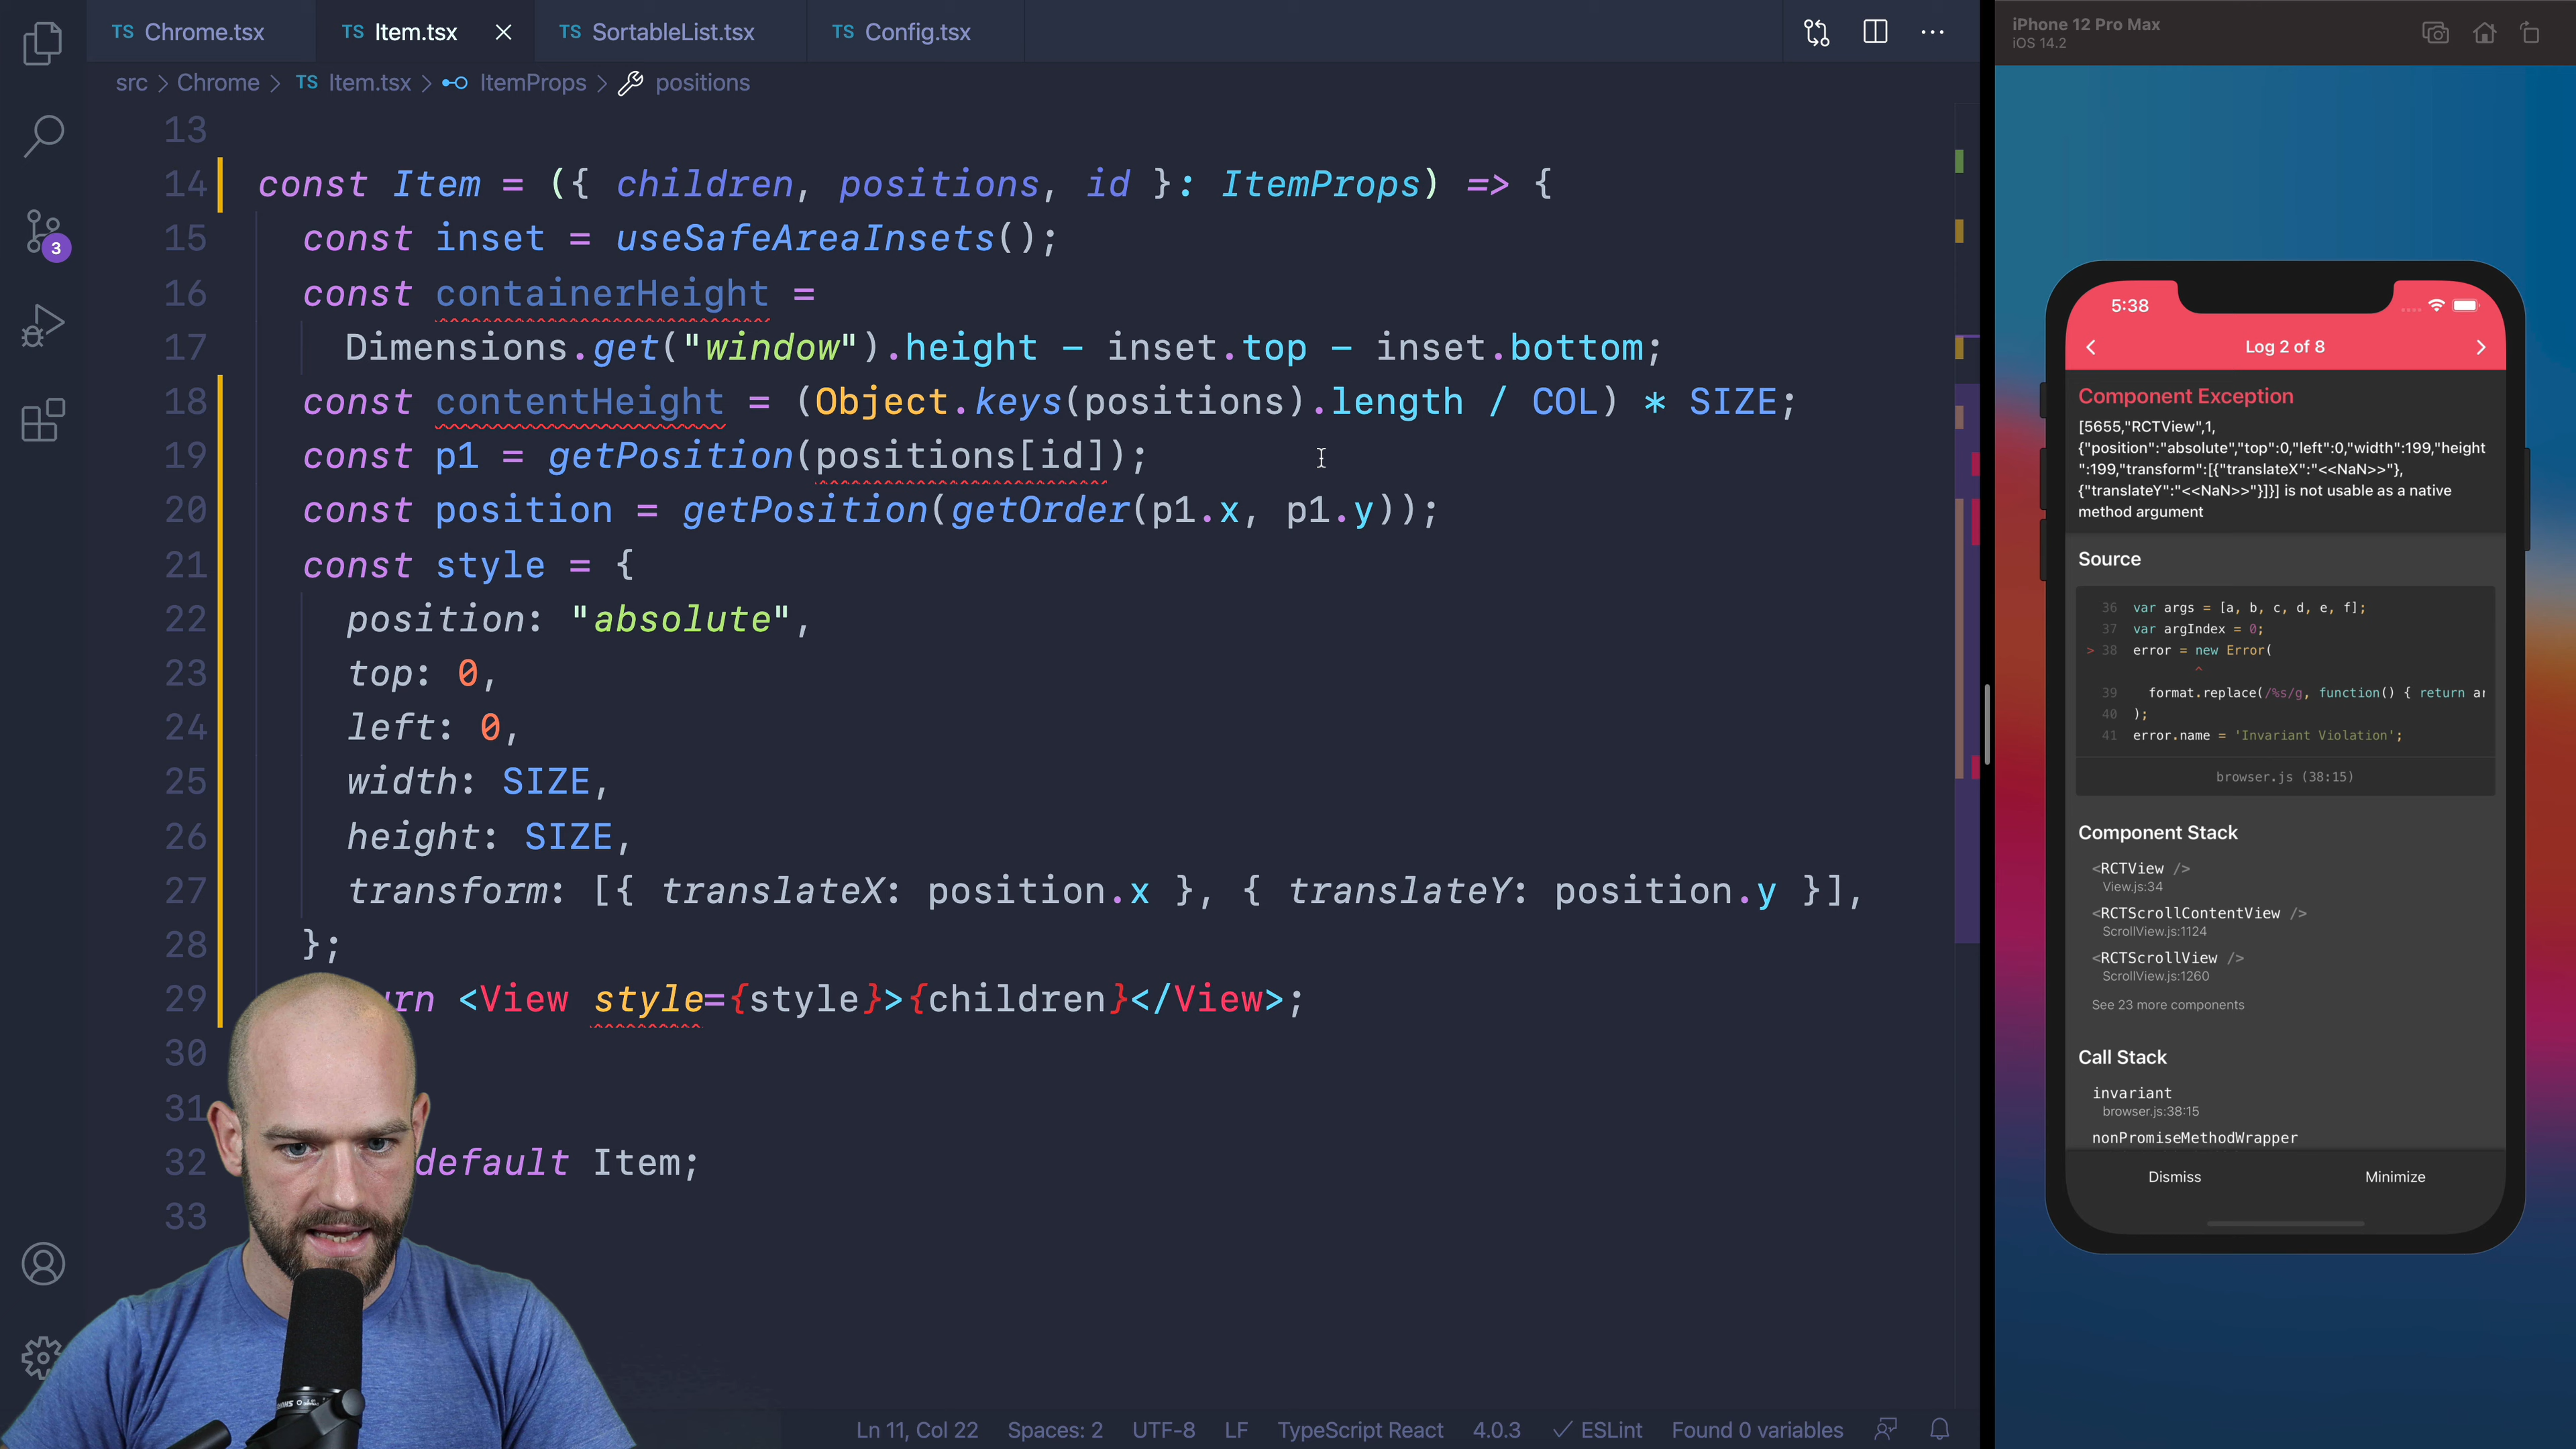 TS Chrome.tsx
TS Item.tsx
TS SortableList.tsx
TS Config.tsx
src > Chrome > TS Item.tsx > ItemProps > positions
3
13
14 const Item = ({ children, positions, id }: ItemProps) => {
15 const inset = useSafeAreaInsets();
16 const containerHeight =
17 Dimensions.get("window").height - inset.top - inset.bottom;
18 const contentHeight = (Object.keys(positions).length / COL) * SIZE;
19 const p1 = getPosition(positions[id]);
20 const position = getPosition(getOrder(p1.x, p1.y));
21 const style = {
22 position: "absolute",
23 top: 0,
24 left: 0,
25 width: SIZE,
26 height: SIZE,
27 transform: [{ translateX: position.x }, { translateY: position.y }],
28 };
29 urn <View style={style}>{children}</View>;
30
31
32 default Item;
33
Ln 11, Col 22 Spaces: 2 UTF-8 LF TypeScript React 4.0.3 ESLint Found 0 variables
iPhone 12 Pro Max
iOS 14.2
5:38
Log 2 of 8
Component Exception
[5655,"RCTView",1,
{"position":"absolute","top":0,"left":0,"width":199,"height
":199,"transform":[{"translateX":"<<NaN>>"},
{"translateY":"<<NaN>>"}]}] is not usable as a native
method argument
Source
36 var args = [a, b, c, d, e, f];
37 var argIndex = 0;
> 38 error = new Error(
^
39 format.replace(/%s/g, function() { return ar
40 );
41 error.name = 'Invariant Violation';
browser.js (38:15)
Component Stack
<RCTView />
View.js:34
<RCTScrollContentView />
ScrollView.js:1124
<RCTScrollView />
ScrollView.js:1260
See 23 more components
Call Stack
invariant
browser.js:38:15
nonPromiseMethodWrapper
Dismiss
Minimize